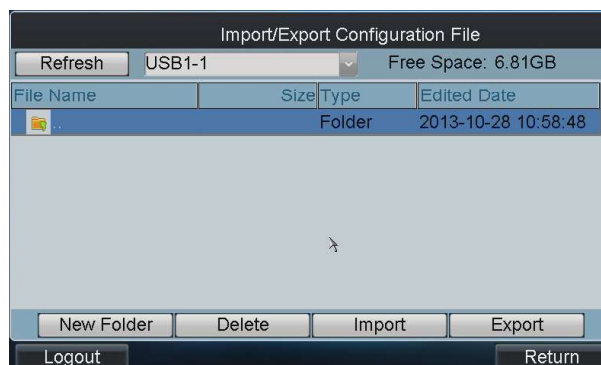 Import/Export Configuration File
Refresh USB1-1 Free Space: 6.81GB
File Name Size Type Edited Date
.. Folder 2013-10-28 10:58:48
New Folder Delete Import Export
Logout Return